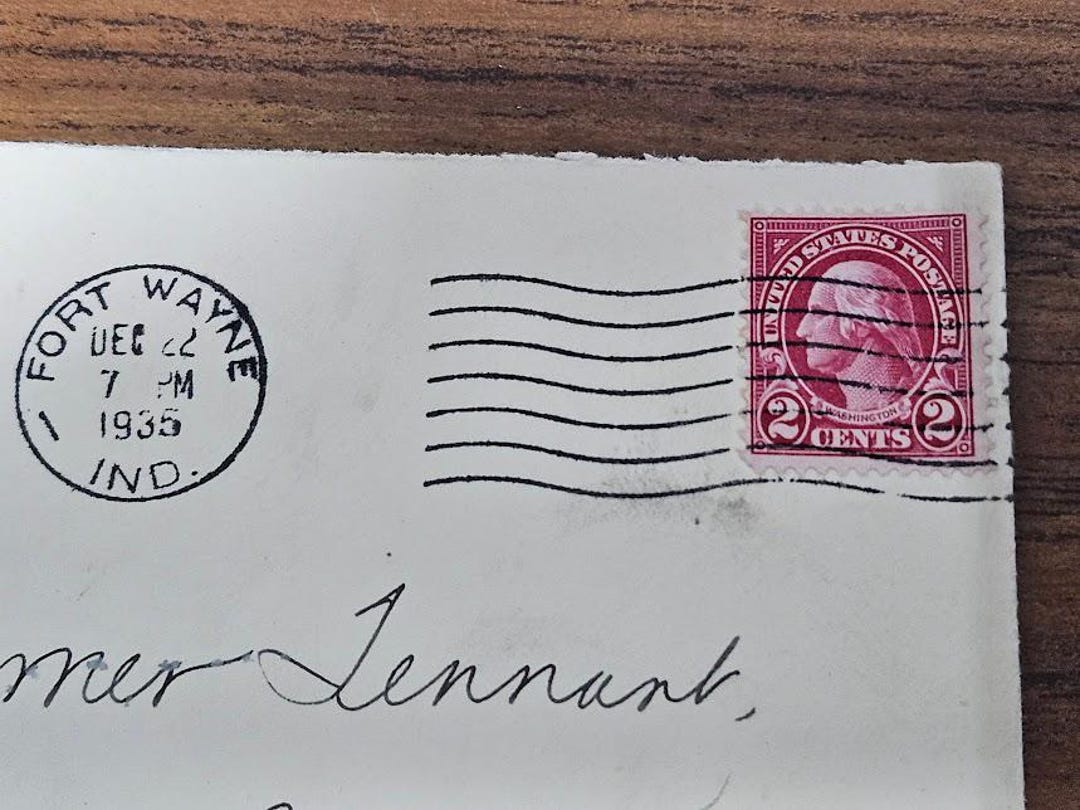 FORT WAYNE
DEC 22
7 PM
1935
1
IND.
UNITED STATES POSTAGE
WASHINGTON
2 CENTS 2
Tennant,